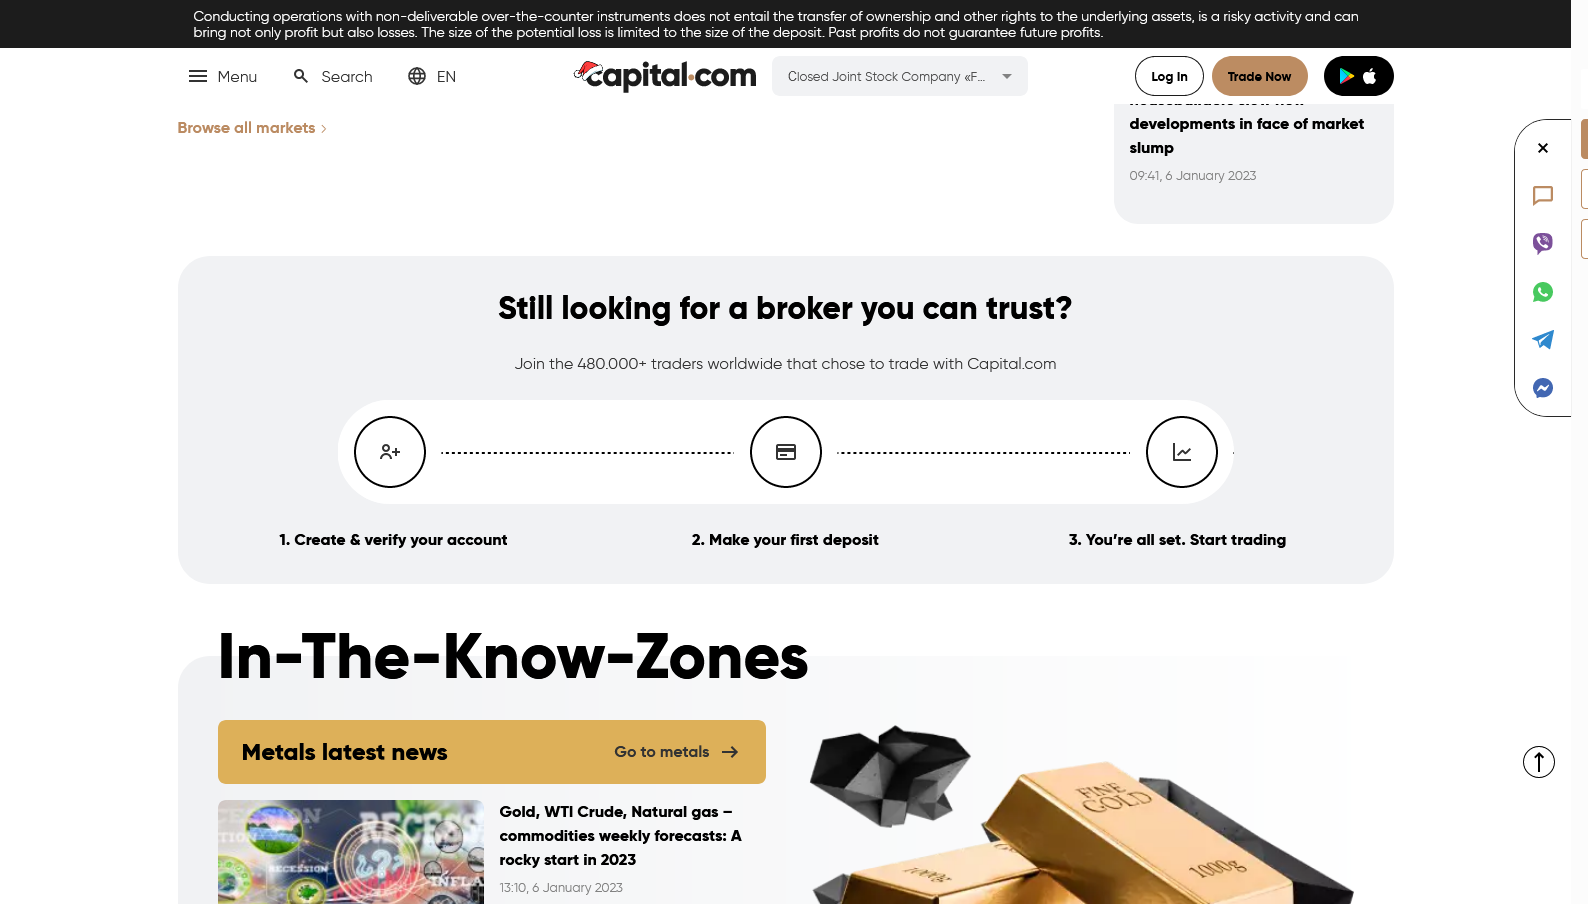 Conducting operations with non-deliverable over-the-counter instruments does not entail the transfer of ownership and other rights to the underlying assets, is a risky activity and can
bring not only profit but also losses. The size of the potential loss is limited to the size of the deposit. Past profits do not guarantee future profits.
Menu
Search
EN
capital.com
Closed Joint Stock Company «F...
Log In
Trade Now
Browse all markets
developments in face of market
slump
09:41, 6 January 2023
Still looking for a broker you can trust?
Join the 480.000+ traders worldwide that chose to trade with Capital.com
1. Create & verify your account
2. Make your first deposit
3. You’re all set. Start trading
In-The-Know-Zones
Metals latest news
Go to metals
Gold, WTI Crude, Natural gas –
commodities weekly forecasts: A
rocky start in 2023
13:10, 6 January 2023
RECESSION
FINE
GOLD
1000g
1000g